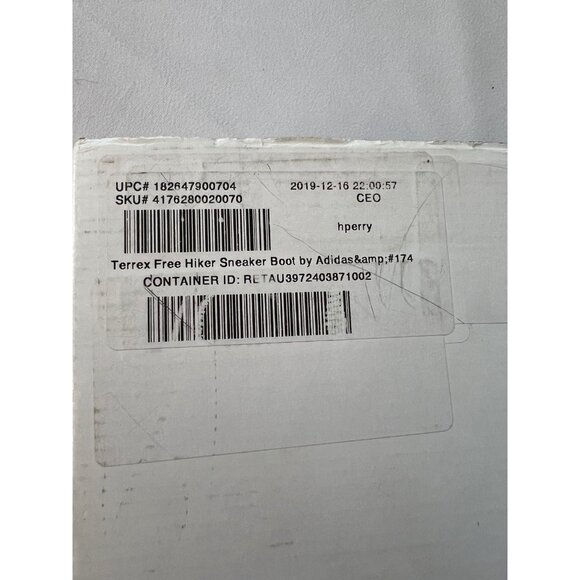 UPC# 182647900704 2019-12-16 22:00:57
SKU# 4176280020070 CEO
hperry
Terrex Free Hiker Sneaker Boot by Adidas&amp;#174
CONTAINER ID: RETAU3972403871002